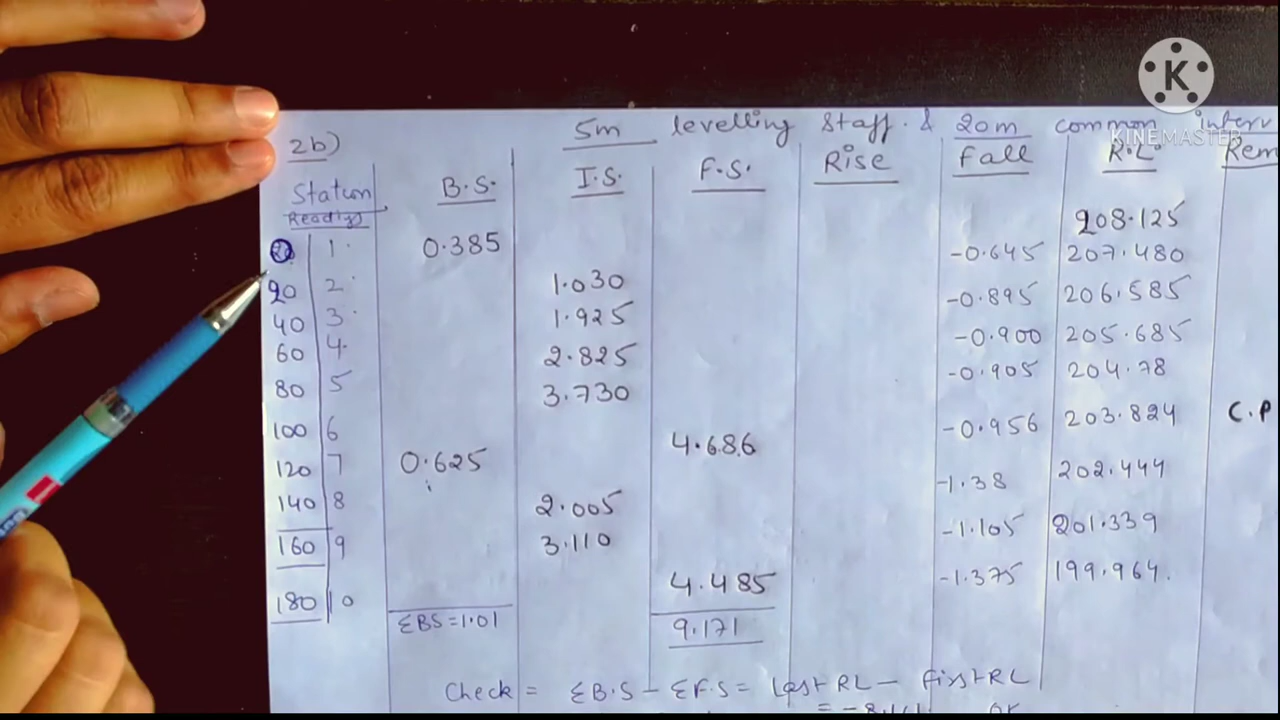 K
KINEMASTER
2b) 5m levelling staff & 20m common interv
Station B.S. I.S. F.S. Rise Fall R.L. Rem
Readings
208.125
1. 0.385 -0.645 207.480
20 2. 1.030 -0.895 206.585
40 3. 1.925 -0.900 205.685
60 4. 2.825 -0.905 204.78
80 5 3.730
100 6 4.686 -0.956 203.824 C.P
120 7 0.625 -1.38 202.444
140 8 2.005 -1.105 201.339
160 9 3.110
180 10 4.485 -1.375 199.964.
ΣBS=1.01 9.171
Check = ΣB.S - ΣF.S = Last RL - First RL